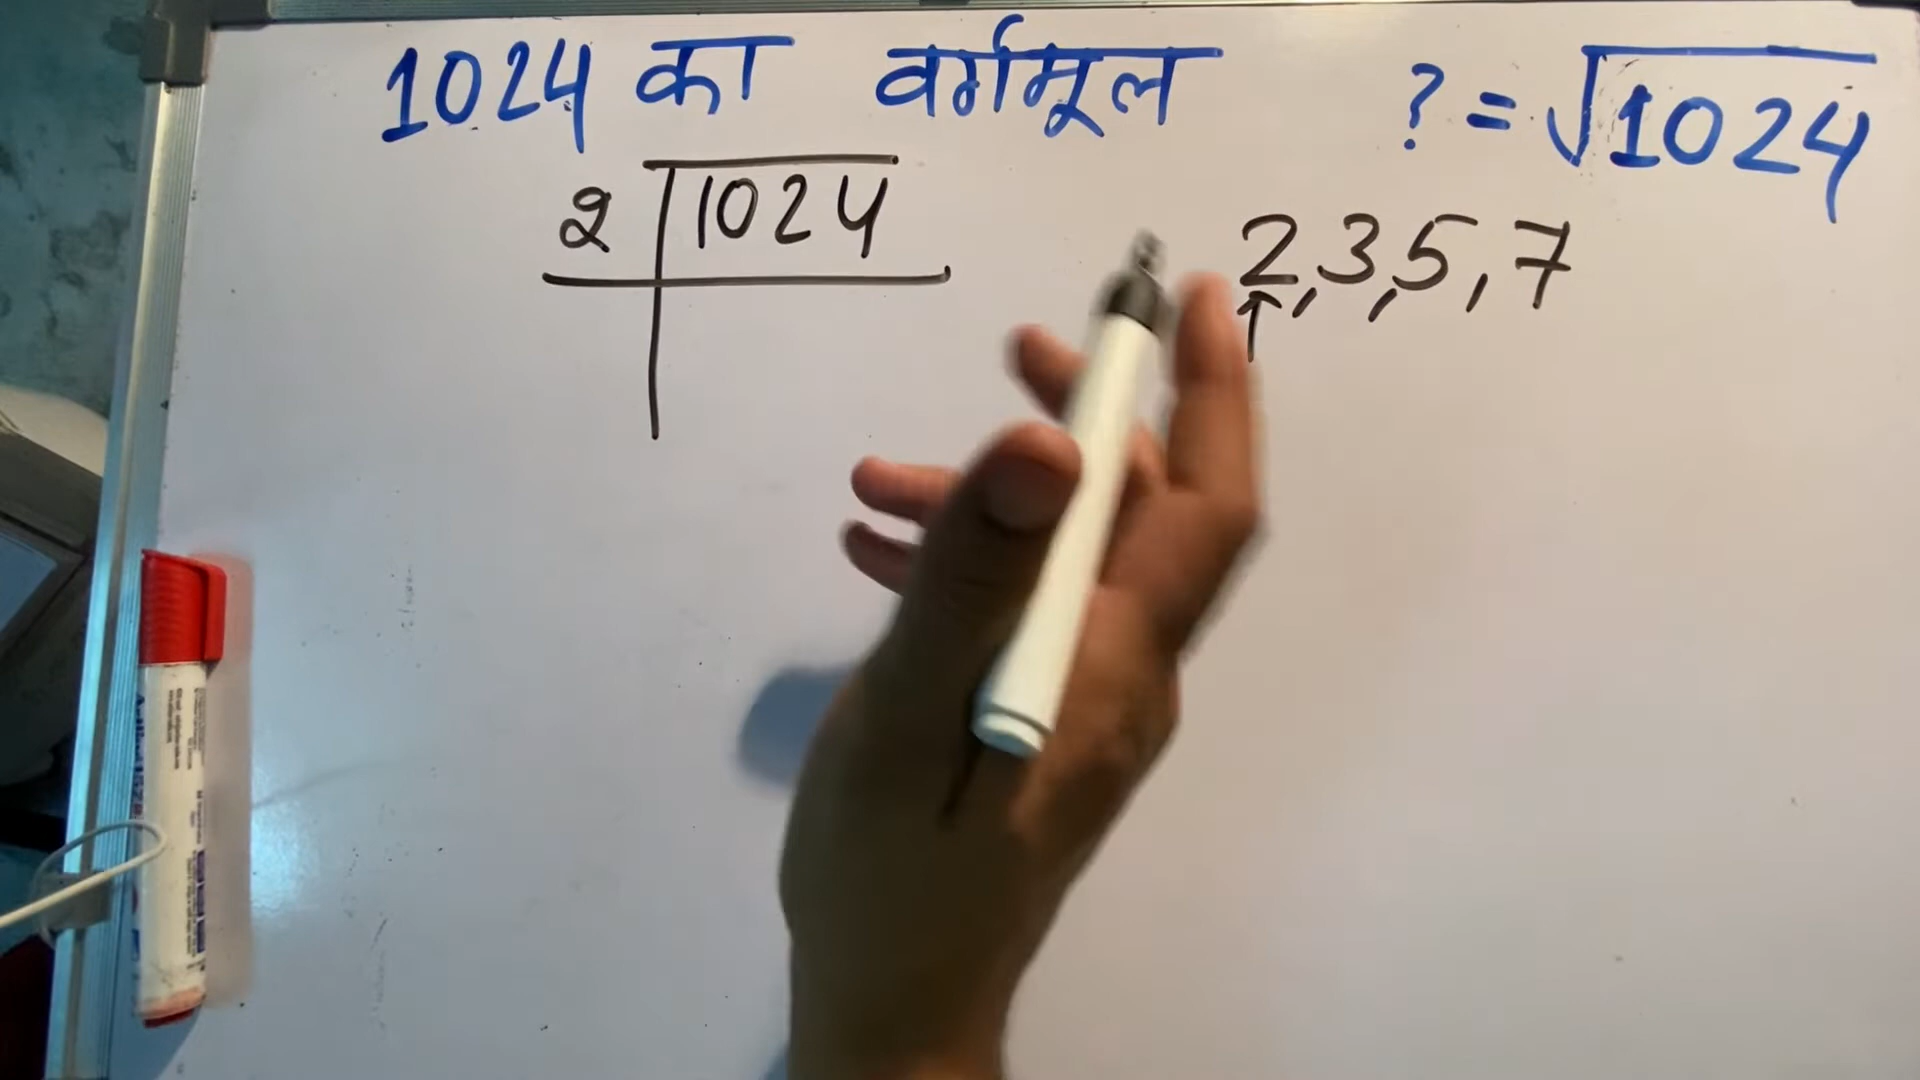 1024 का वर्गमूल ? = √1024
2 | 1024
2, 3, 5, 7